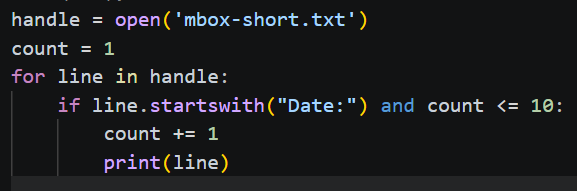 handle = open('mbox-short.txt')
count = 1
for line in handle:
    if line.startswith("Date:") and count <= 10:
        count += 1
        print(line)